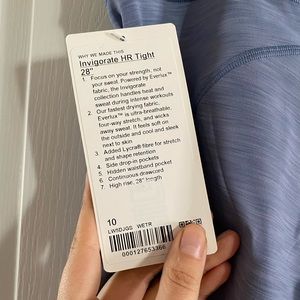 WHY WE MADE THIS
Invigorate HR Tight
28"
1. Focus on your strength, not
your sweat. Powered by Everlux™
fabric, the Invigorate
collection handles heat and
sweat during intense workouts
2. Our fastest drying fabric,
Everlux™ is ultra-breathable,
four-way stretch, and wicks
away sweat. It feels soft on
the outside and cool and sleek
next to skin
3. Added Lycra® fibre for stretch
and shape retention
4. Side drop-in pockets
5. Hidden waistband pocket
6. Continuous drawcord
7. High rise, 28" length
10
LW5DJGS WETR
000127653366